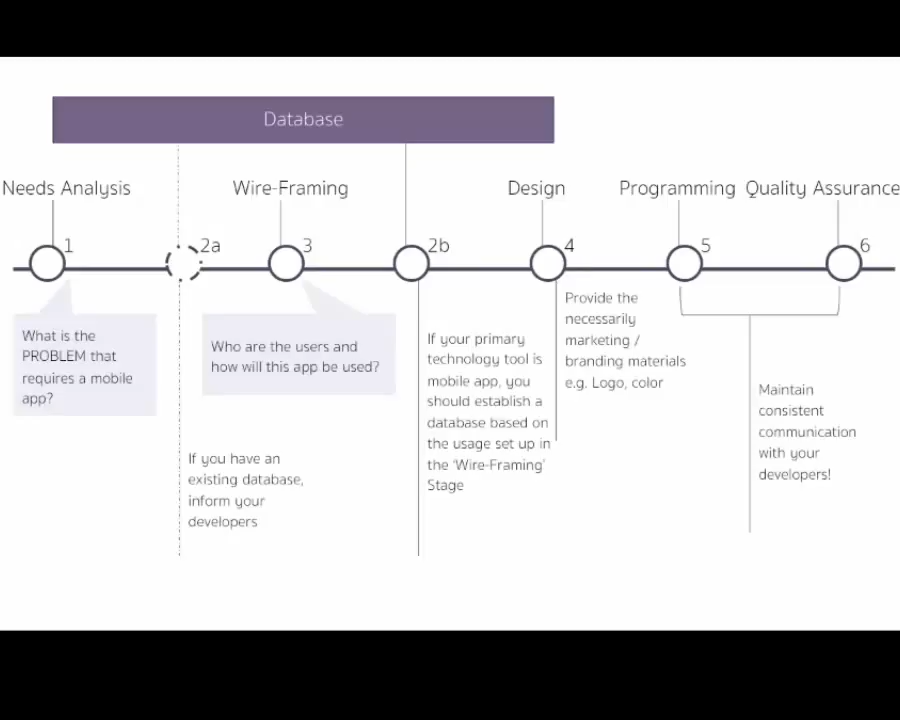 Database
Needs Analysis
Wire-Framing
Design
Programming
Quality Assurance
1
2a
3
2b
4
5
6
What is the
PROBLEM that
requires a mobile
app?
If you have an
existing database,
inform your
developers
Who are the users and
how will this app be used?
If your primary
technology tool is
mobile app, you
should establish a
database based on
the usage set up in
the 'Wire-Framing'
Stage
Provide the
necessarily
marketing /
branding materials
e.g. Logo, color
Maintain
consistent
communication
with your
developers!